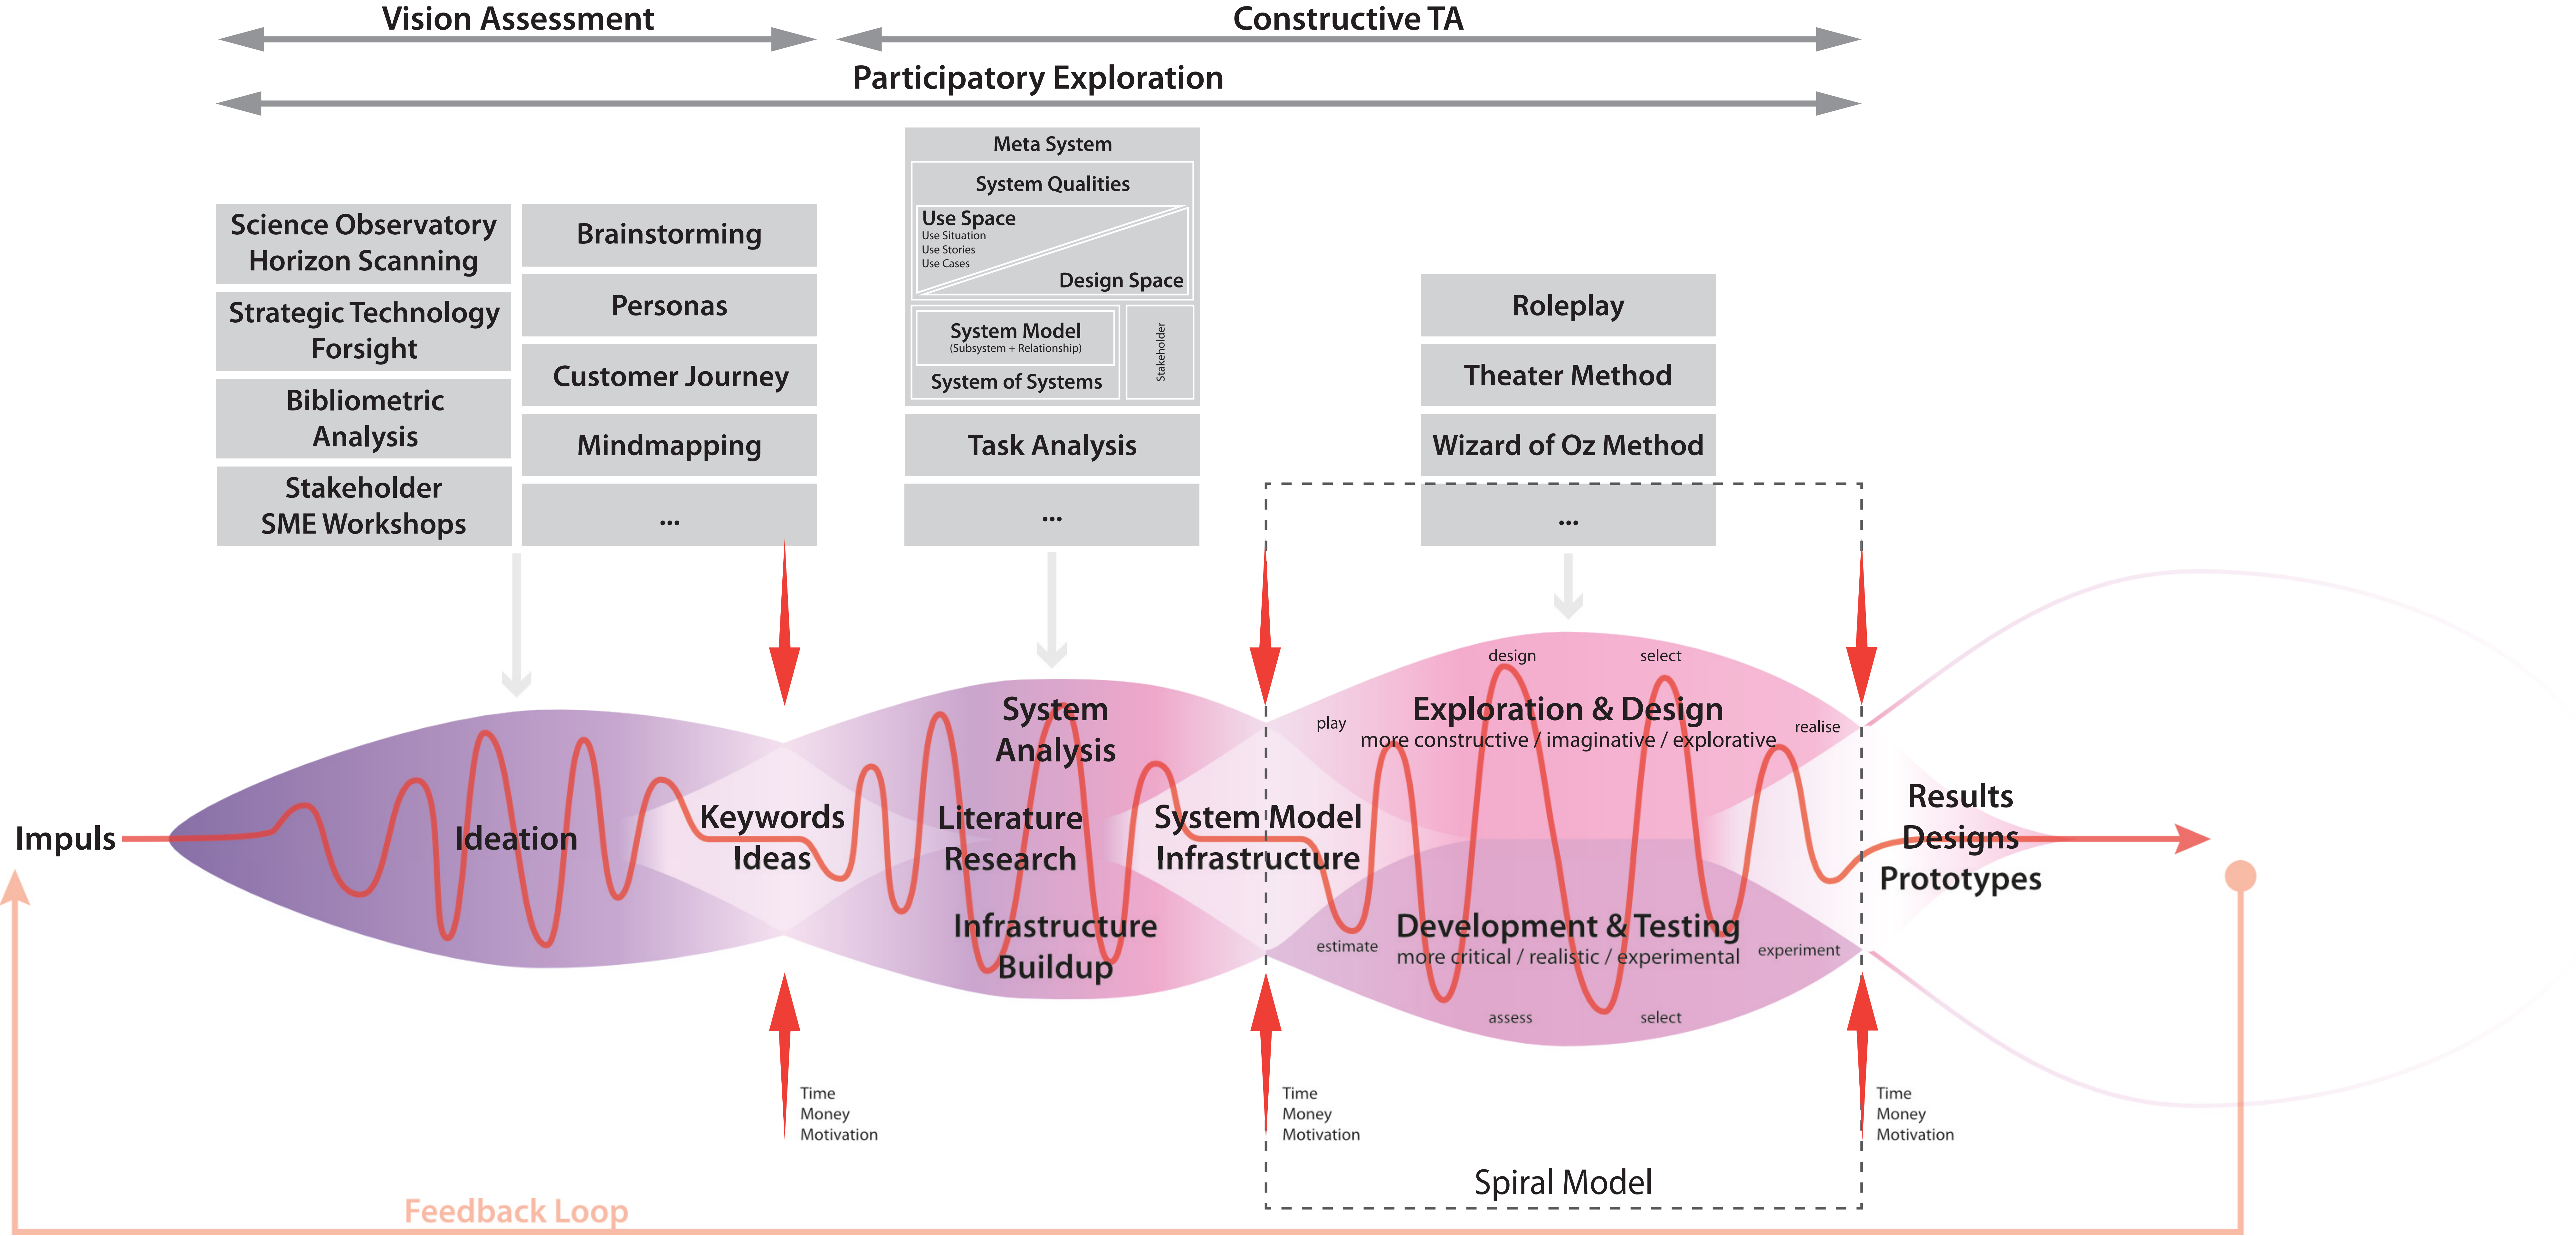 Vision Assessment
Constructive TA
Participatory Exploration
Science Observatory
Horizon Scanning
Strategic Technology
Forsight
Bibliometric
Analysis
Stakeholder
SME Workshops
Brainstorming
Personas
Customer Journey
Mindmapping
...
Meta System
System Qualities
Use Space
Use Situation
Use Stories
Use Cases
Design Space
System Model
(Subsystem + Relationship)
System of Systems
Stakeholder
Task Analysis
...
Roleplay
Theater Method
Wizard of Oz Method
...
Impuls
Ideation
Keywords
Ideas
System
Analysis
Literature
Research
Infrastructure
Buildup
System Model
Infrastructure
design
select
play
Exploration & Design
more constructive / imaginative / explorative
realise
estimate
Development & Testing
more critical / realistic / experimental
experiment
assess
select
Results
Designs
Prototypes
Time
Money
Motivation
Time
Money
Motivation
Time
Money
Motivation
Spiral Model
Feedback Loop